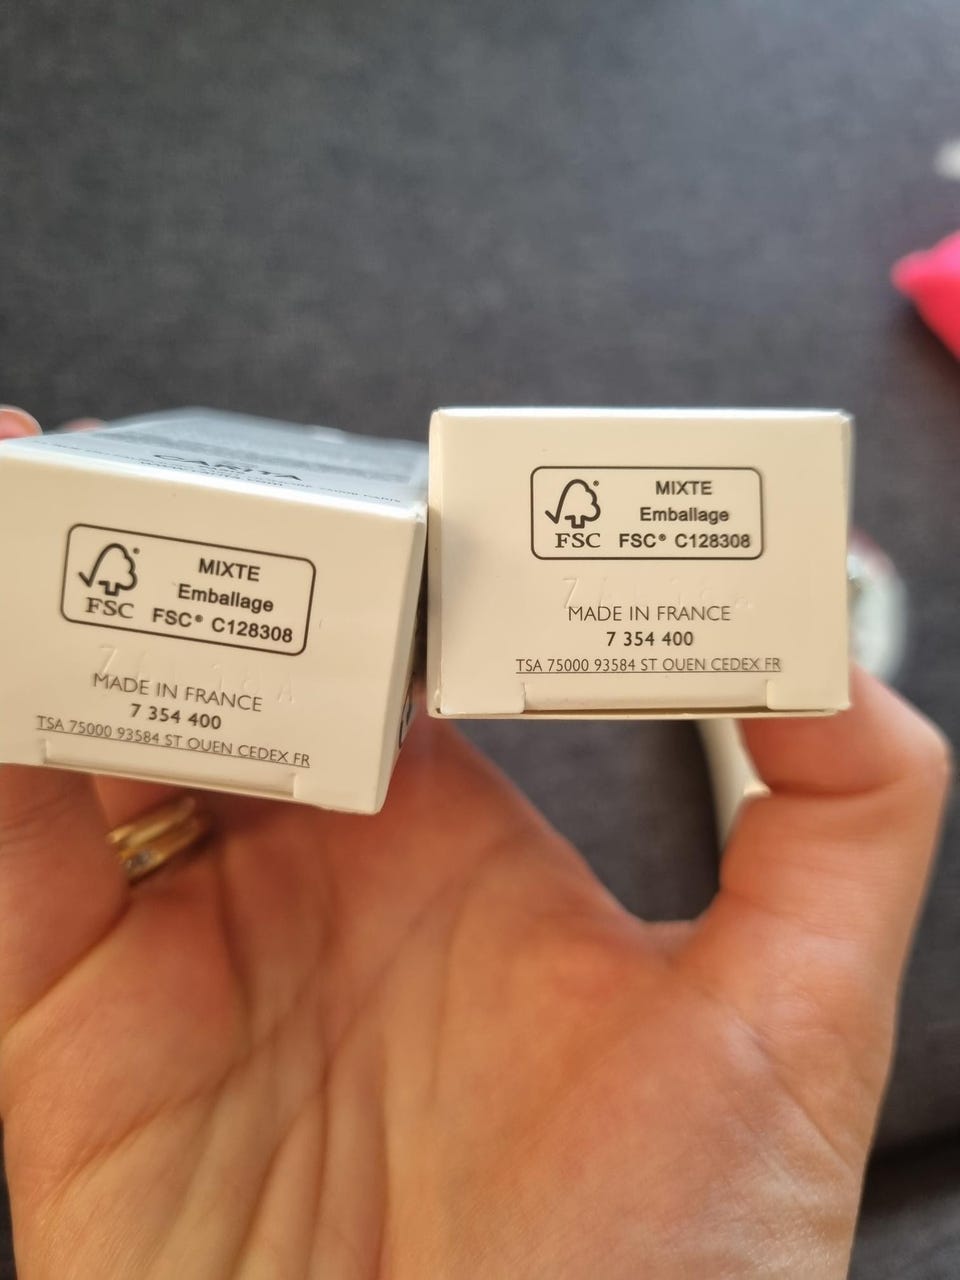 CARITA
MIXTE
Emballage
FSC® C128308
FSC
MADE IN FRANCE
7 354 400
TSA 75000 93584 ST OUEN CEDEX FR
MIXTE
Emballage
FSC® C128308
FSC
MADE IN FRANCE
7 354 400
TSA 75000 93584 ST OUEN CEDEX FR